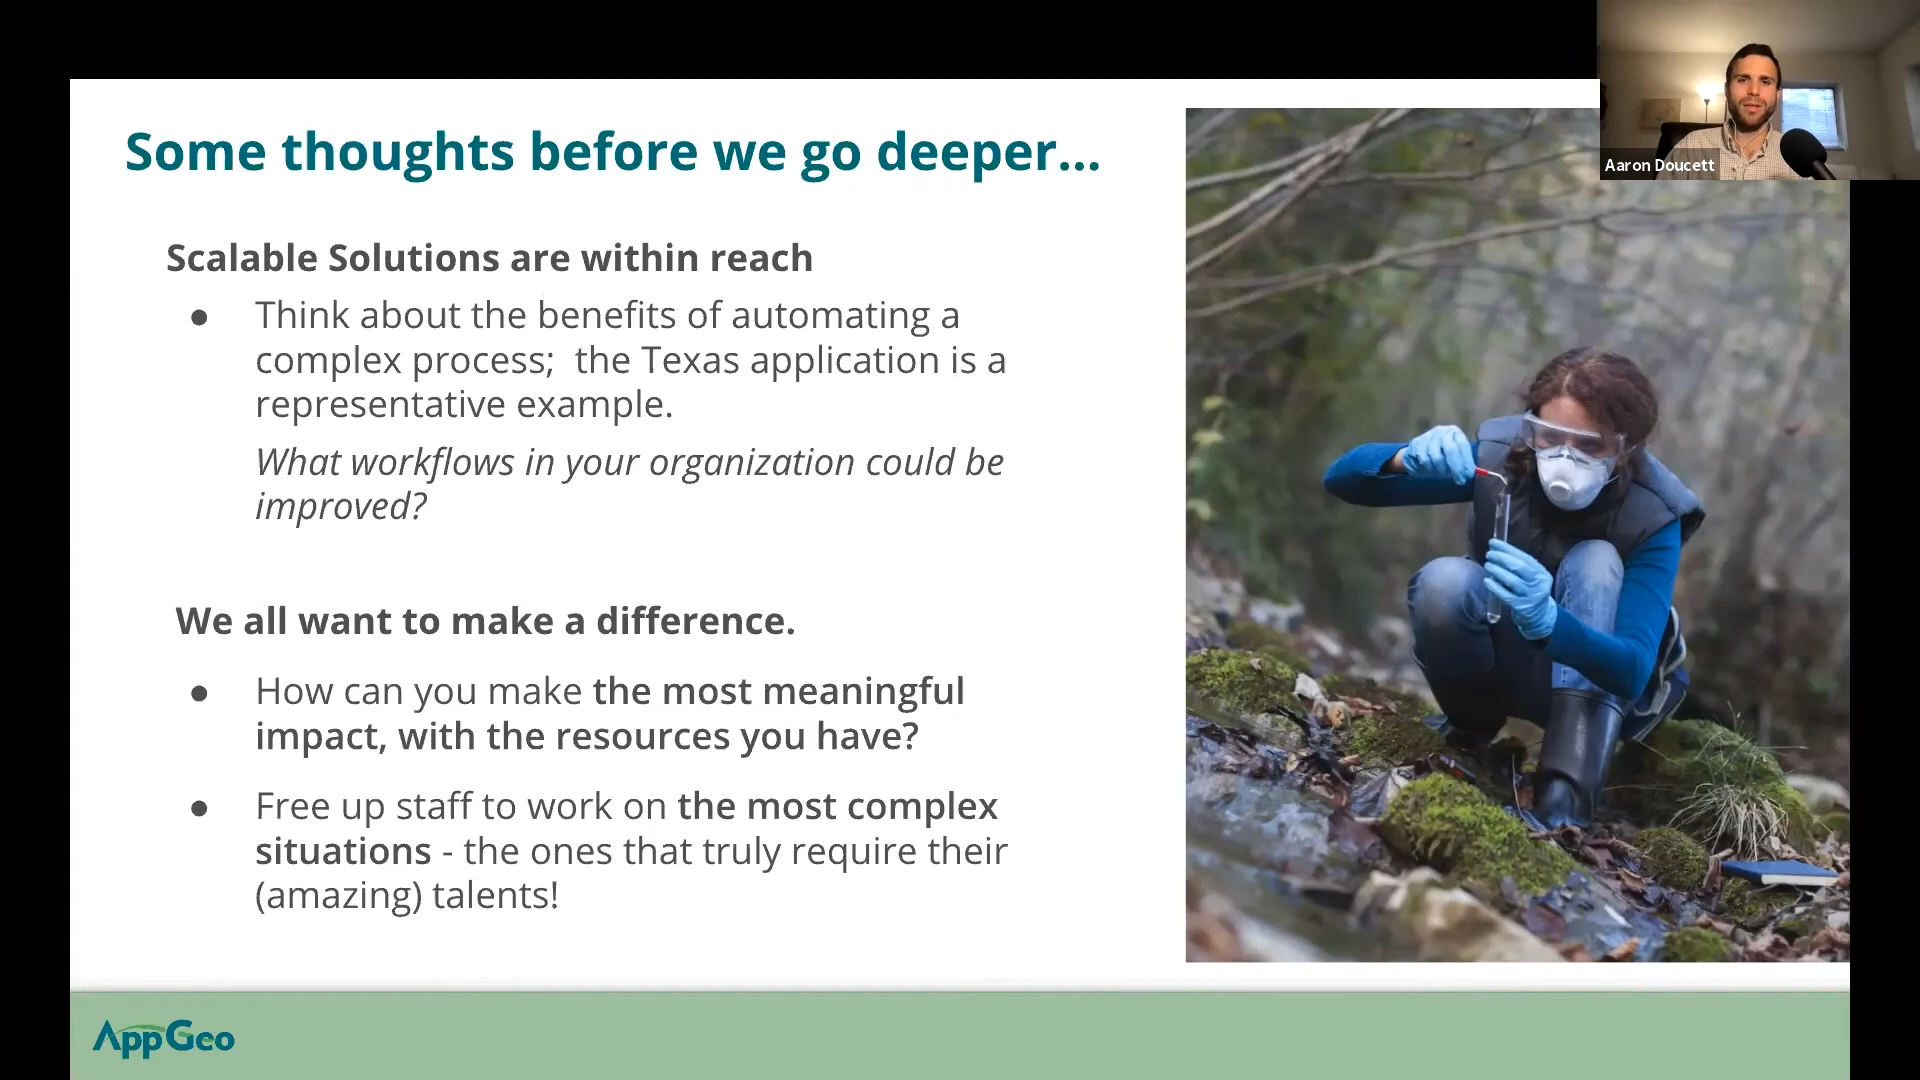 Some thoughts before we go deeper...
Aaron Doucett
Scalable Solutions are within reach
● Think about the benefits of automating a
complex process;  the Texas application is a
representative example.
What workflows in your organization could be
improved?
We all want to make a difference.
● How can you make the most meaningful
impact, with the resources you have?
● Free up staff to work on the most complex
situations - the ones that truly require their
(amazing) talents!
AppGeo